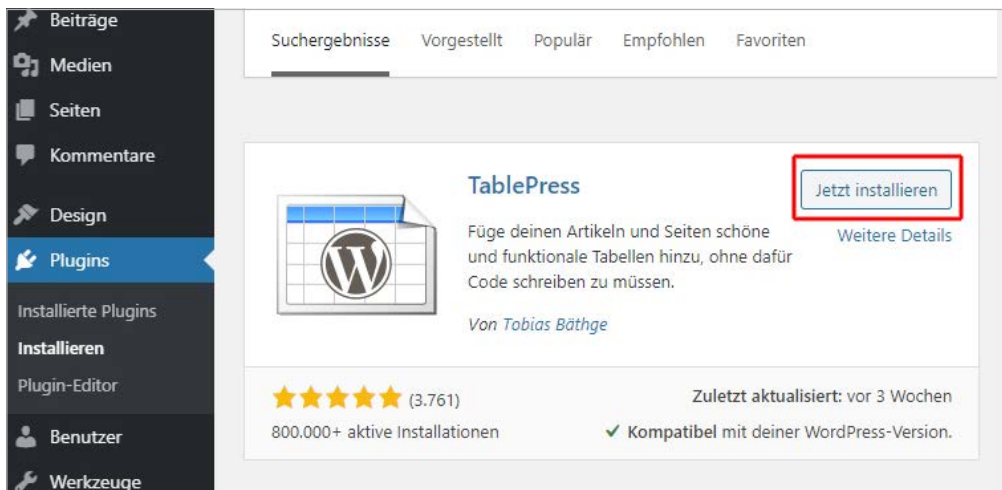 Beiträge
Medien
Seiten
Kommentare
Design
Plugins
Installierte Plugins
Installieren
Plugin-Editor
Benutzer
Werkzeuge
Suchergebnisse Vorgestellt Populär Empfohlen Favoriten
TablePress
Jetzt installieren
Weitere Details
Füge deinen Artikeln und Seiten schöne
und funktionale Tabellen hinzu, ohne dafür
Code schreiben zu müssen.
Von Tobias Bäthge
(3.761)
800.000+ aktive Installationen
Zuletzt aktualisiert: vor 3 Wochen
Kompatibel mit deiner WordPress-Version.